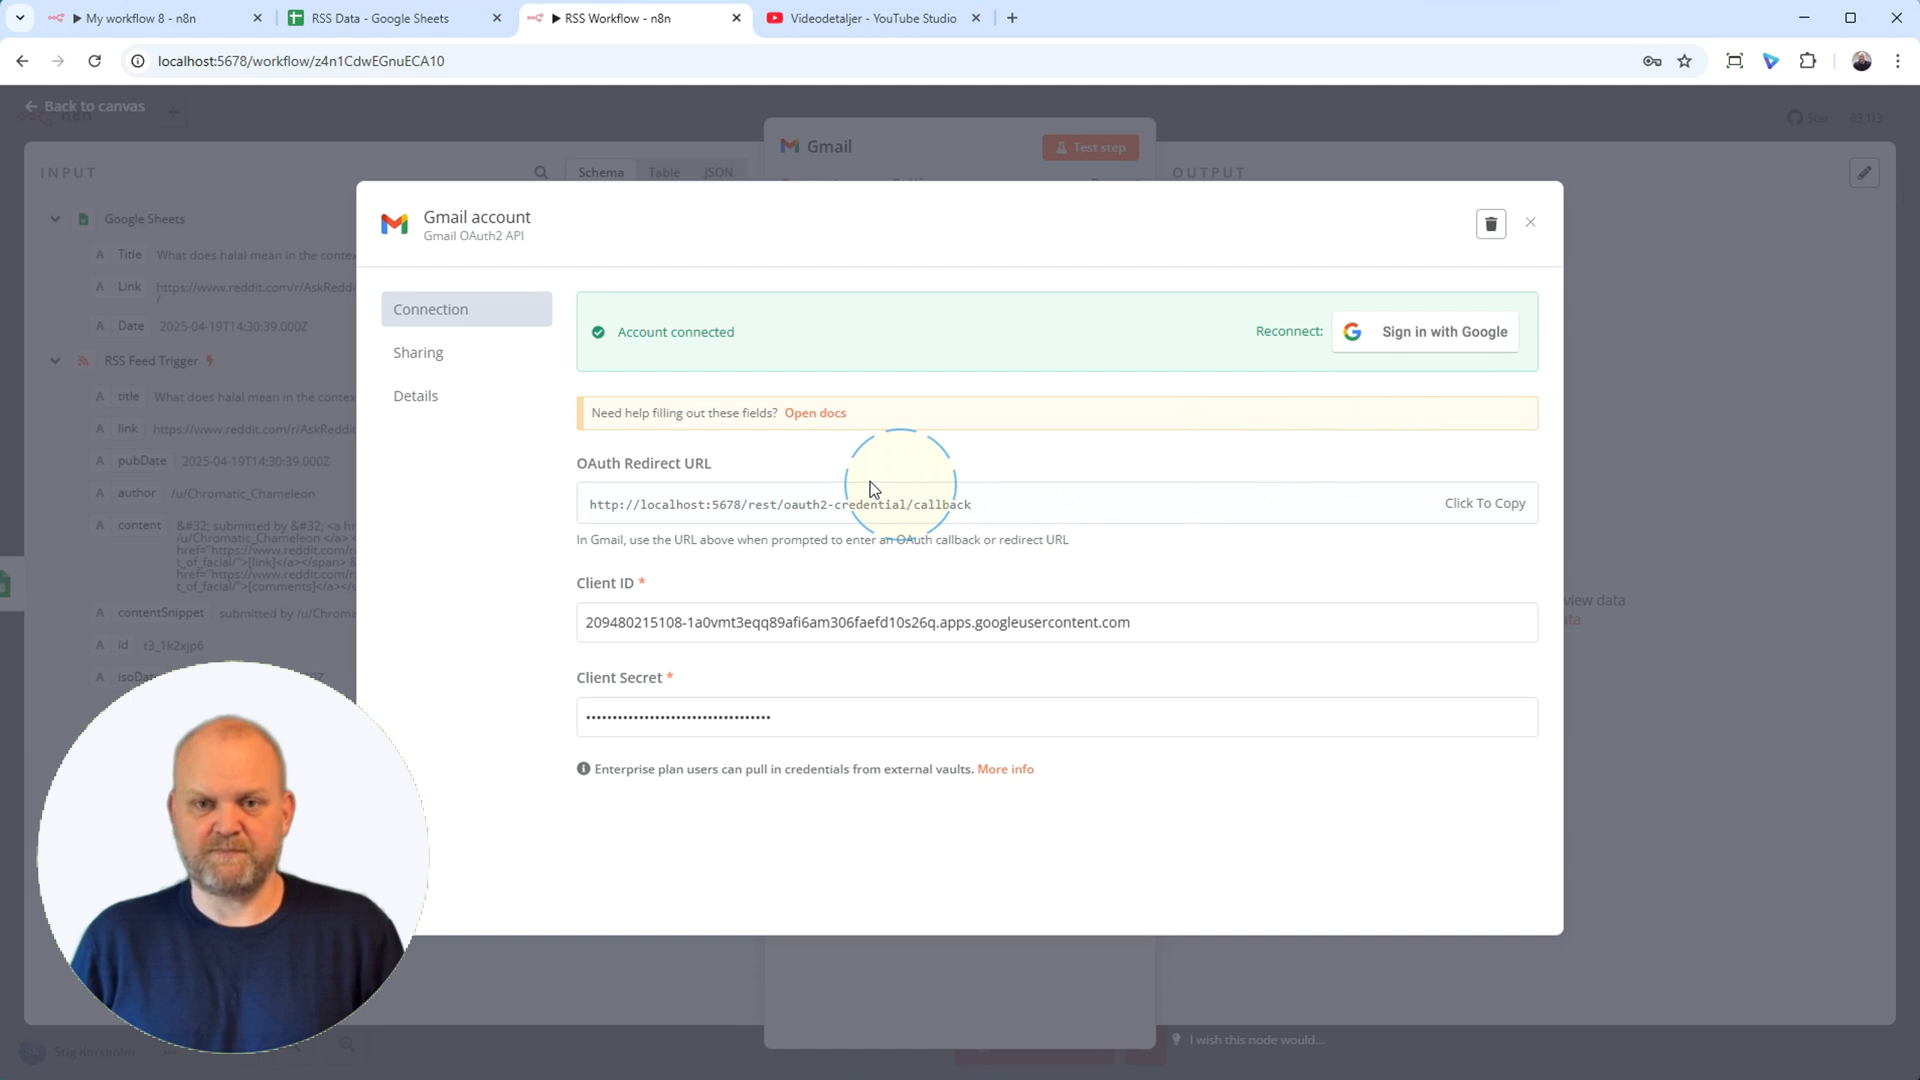 My workflow 8 - n8n
RSS Data - Google Sheets
RSS Workflow - n8n
Videodetaljer - YouTube Studio
localhost:5678/workflow/z4n1CdwEGnuECA10
Back to canvas
n8n
Star 83,113
INPUT
Schema Table JSON
Gmail
Test step
OUTPUT
Google Sheets
A Title What does halal mean in the contex
A Link https://www.reddit.com/r/AskReddi
/
A Date 2025-04-19T14:30:39.000Z
RSS Feed Trigger
A title What does halal mean in the contex
A link https://www.reddit.com/r/AskReddit
A pubDate 2025-04-19T14:30:39.000Z
A author /u/Chromatic_Chameleon
A content &#32; submitted by &#32; <a hr
/u/Chromatic_Chameleon </a> <
href="https://www.reddit.com/r
t_of_facial/">[link]</a></span> &
href="https://www.reddit.com/r
t_of_facial/">[comments]</a></
A contentSnippet submitted by /u/Chroma
A id t3_1k2xjp6
A isoDat
Gmail account
Gmail OAuth2 API
Connection
Sharing
Details
Account connected
Reconnect:
Sign in with Google
Need help filling out these fields? Open docs
OAuth Redirect URL
http://localhost:5678/rest/oauth2-credential/callback
Click To Copy
In Gmail, use the URL above when prompted to enter an OAuth callback or redirect URL
Client ID *
209480215108-1a0vmt3eqq89afi6am306faefd10s26q.apps.googleusercontent.com
Client Secret *
••••••••••••••••••••••••••••••••••••
Enterprise plan users can pull in credentials from external vaults. More info
view data
I wish this node would...
Stig Korsholm